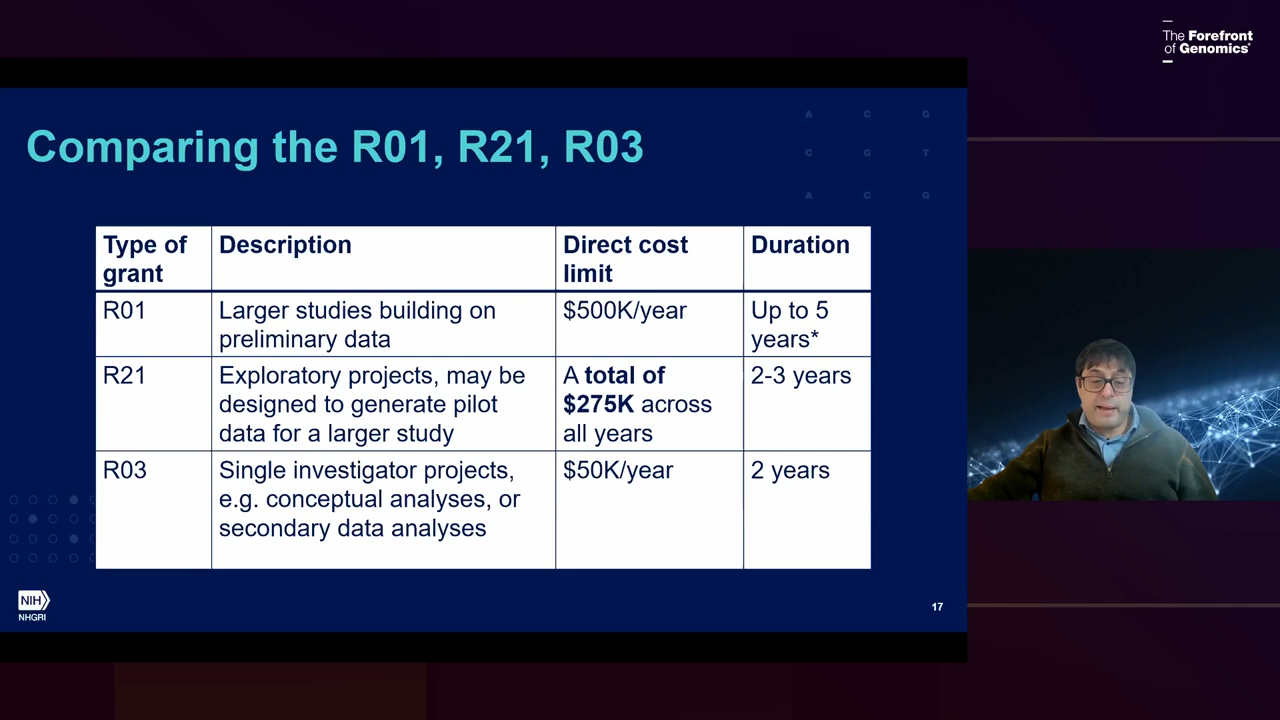 The Forefront
of Genomics®
Comparing the R01, R21, R03
A C G
C G T
A C G
Type of grant
Description
Direct cost limit
Duration
R01
Larger studies building on
preliminary data
$500K/year
Up to 5
years*
R21
Exploratory projects, may be
designed to generate pilot
data for a larger study
A total of
$275K across
all years
2-3 years
R03
Single investigator projects,
e.g. conceptual analyses, or
secondary data analyses
$50K/year
2 years
NIH
NHGRI
17